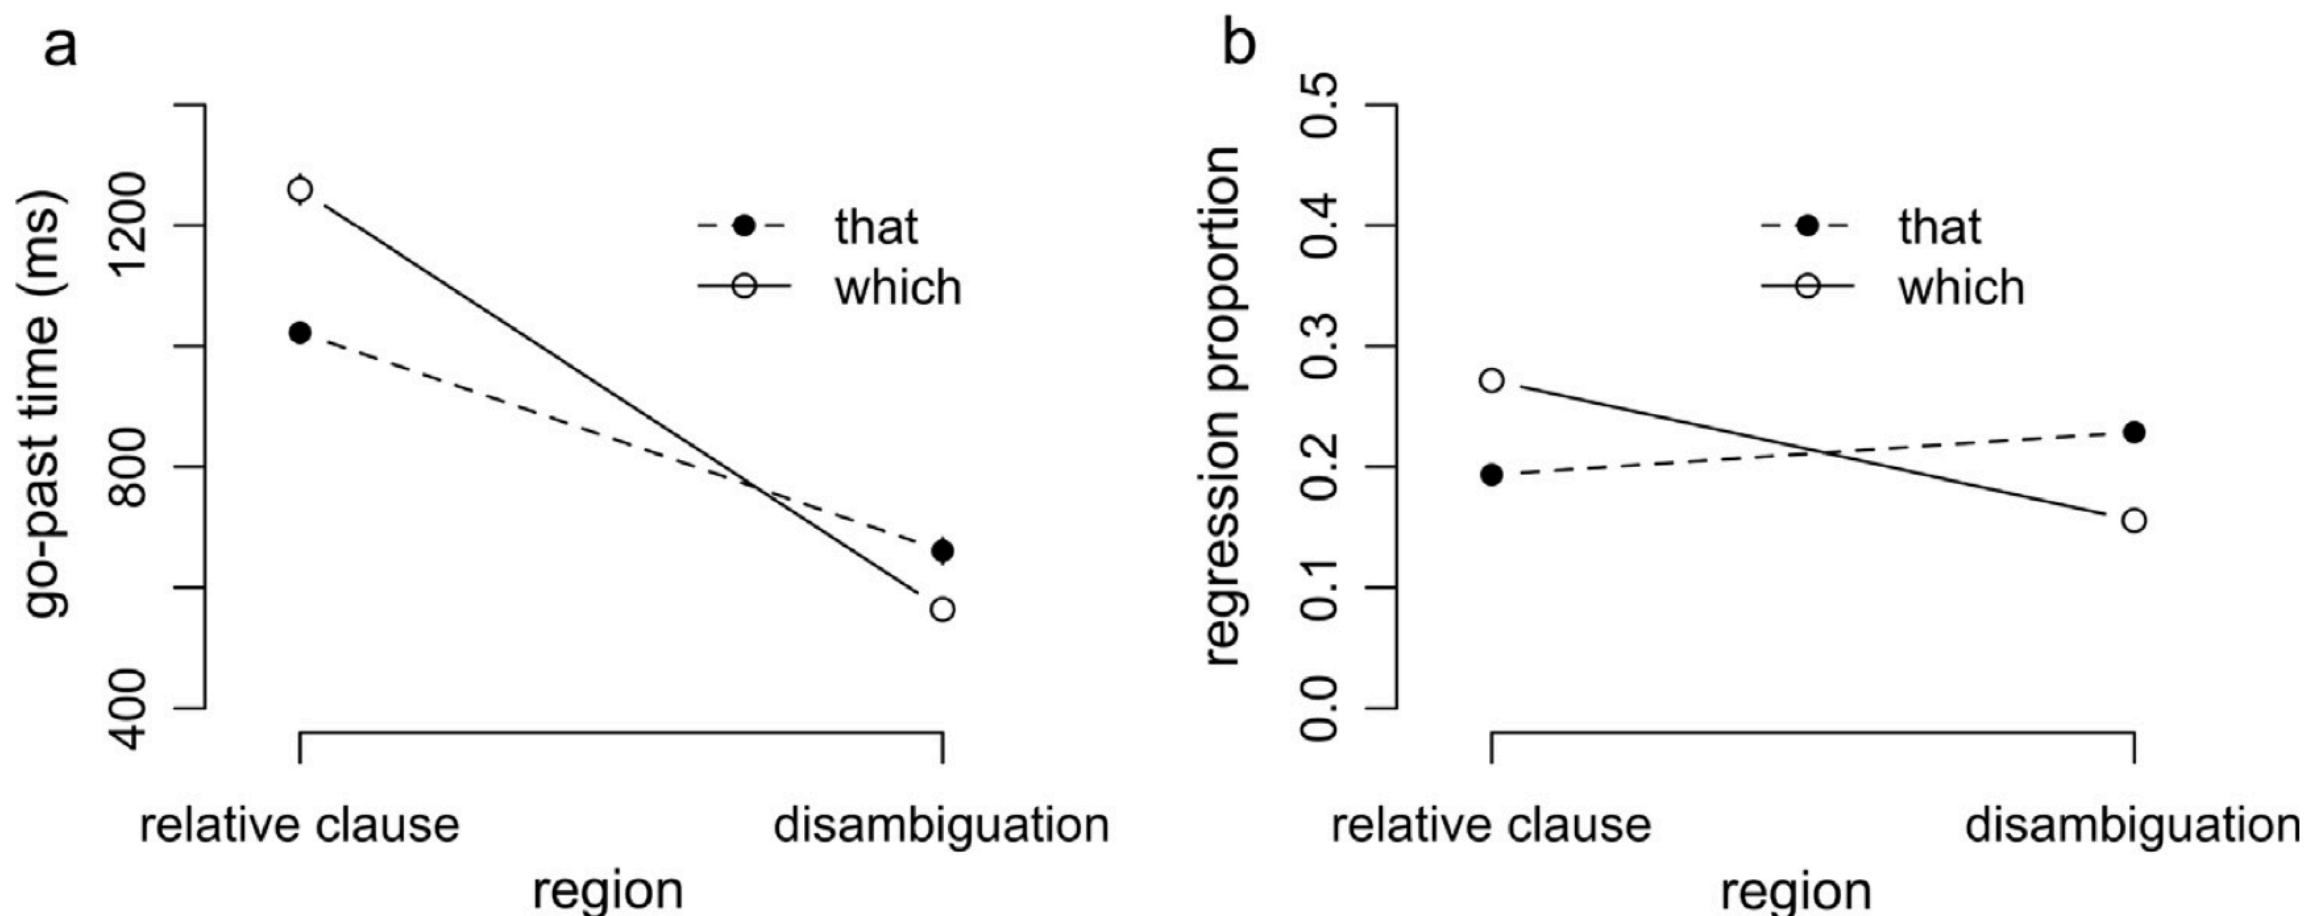 a
go-past time (ms)
1200
800
400
that
which
relative clause
disambiguation
region
b
regression proportion
0.5
0.4
0.3
0.2
0.1
0.0
that
which
relative clause
disambiguation
region